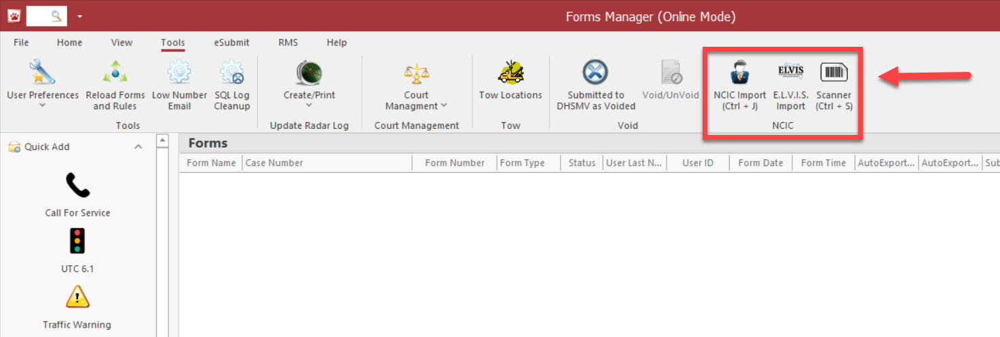 Forms Manager (Online Mode)
File Home View Tools eSubmit RMS Help
User Preferences Reload Forms and Rules Low Number Email SQL Log Cleanup Create/Print Court Managment Tow Locations Submitted to DHSMV as Voided Void/UnVoid NCIC Import (Ctrl + J) ELVIS E.L.V.I.S. Import Scanner (Ctrl + S)
Tools Update Radar Log Court Management Tow Void NCIC
Quick Add
Call For Service
UTC 6.1
Traffic Warning
Forms
Form Name Case Number Form Number Form Type Status User Last N... User ID Form Date Form Time AutoExport... AutoExport... Sub